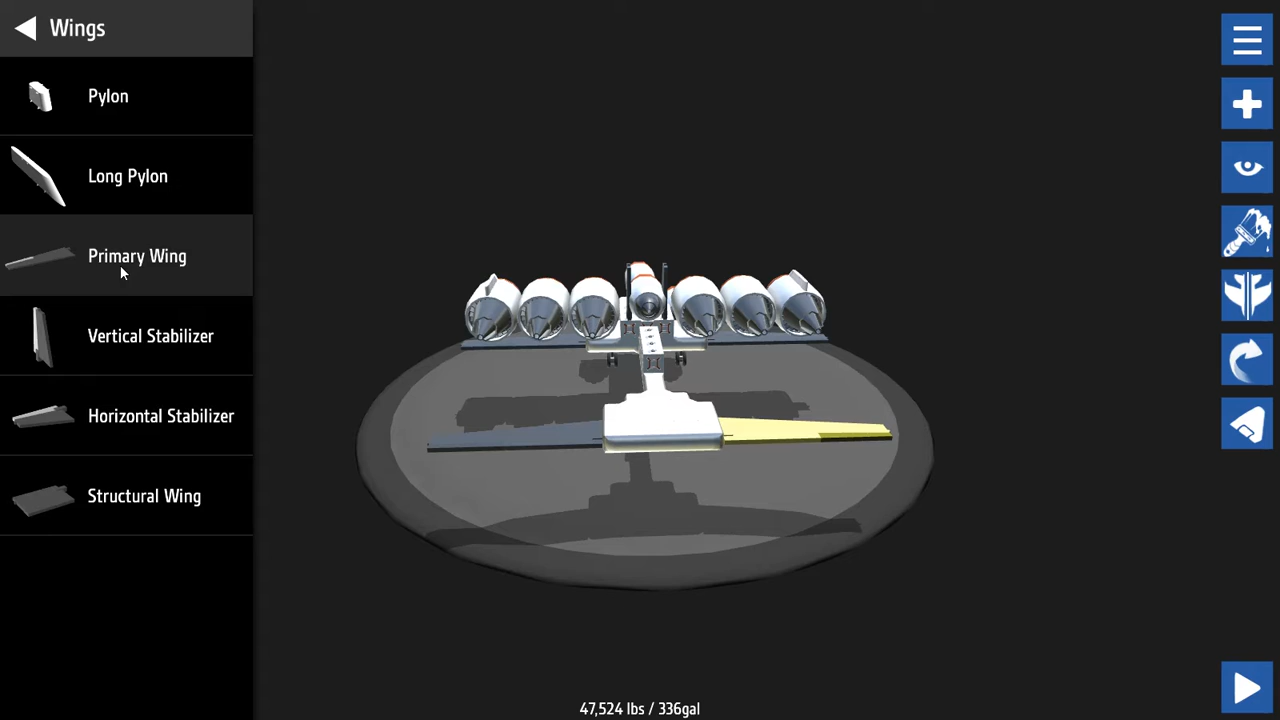 Wings
Pylon
Long Pylon
Primary Wing
Vertical Stabilizer
Horizontal Stabilizer
Structural Wing
47,524 lbs / 336gal